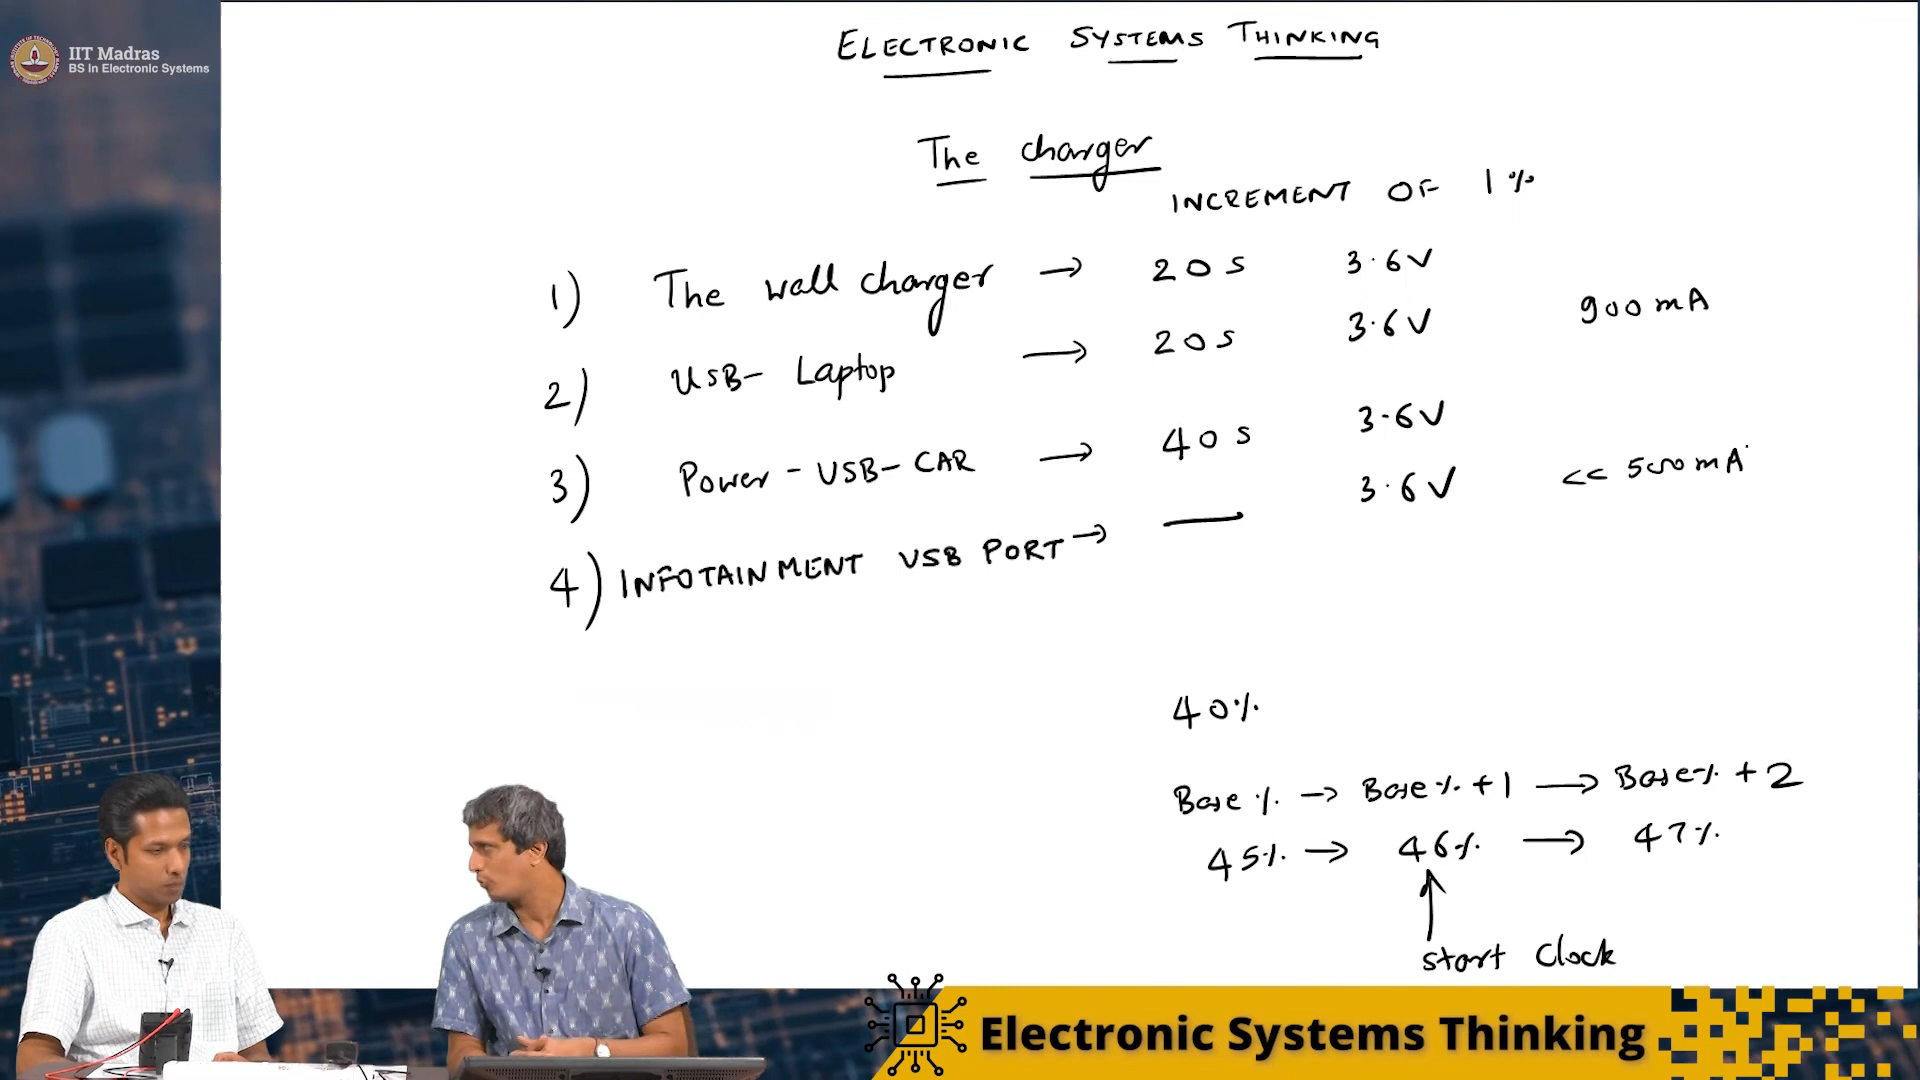 IIT Madras
BS in Electronic Systems
ELECTRONIC SYSTEMS THINKING
The charger
INCREMENT OF 1%
1) The wall charger → 20 s 3.6V
2) USB- Laptop → 20 s 3.6V 900 mA
3) Power - USB- CAR → 40 s 3.6V
4) INFOTAINMENT USB PORT → — 3.6V << 500 mA
40%
Base % → Base % + 1 → Base % + 2
45% → 46% → 47%
start clock
Electronic Systems Thinking